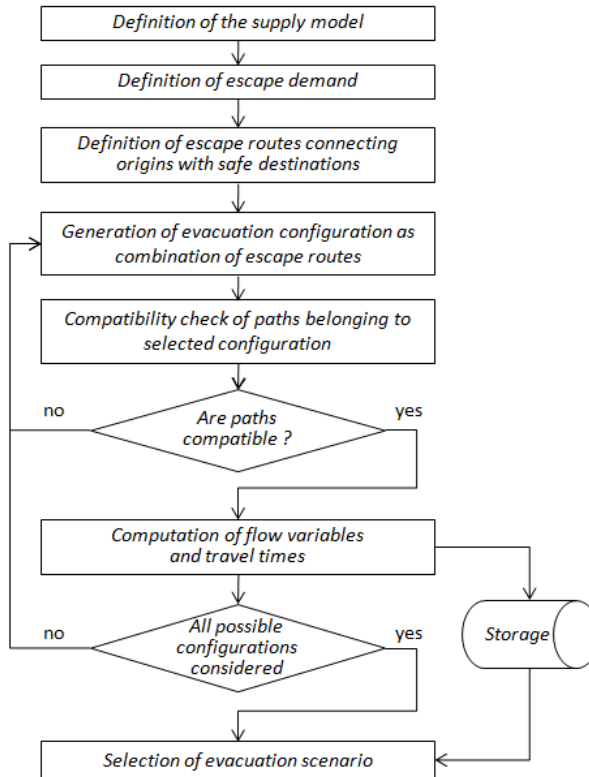 Definition of the supply model
Definition of escape demand
Definition of escape routes connecting
origins with safe destinations
Generation of evacuation configuration as
combination of escape routes
Compatibility check of paths belonging to
selected configuration
no
Are paths
compatible ?
yes
Computation of flow variables
and travel times
no
All possible
configurations
considered
yes
Storage
Selection of evacuation scenario